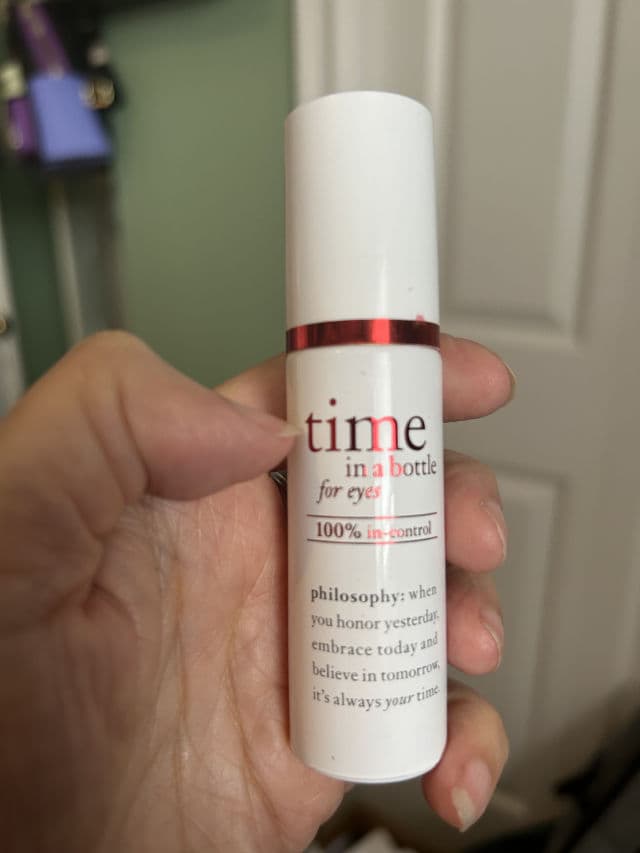 time
in a bottle
for eyes
100% in-control
philosophy: when
you honor yesterday,
embrace today and
believe in tomorrow,
it's always your time.